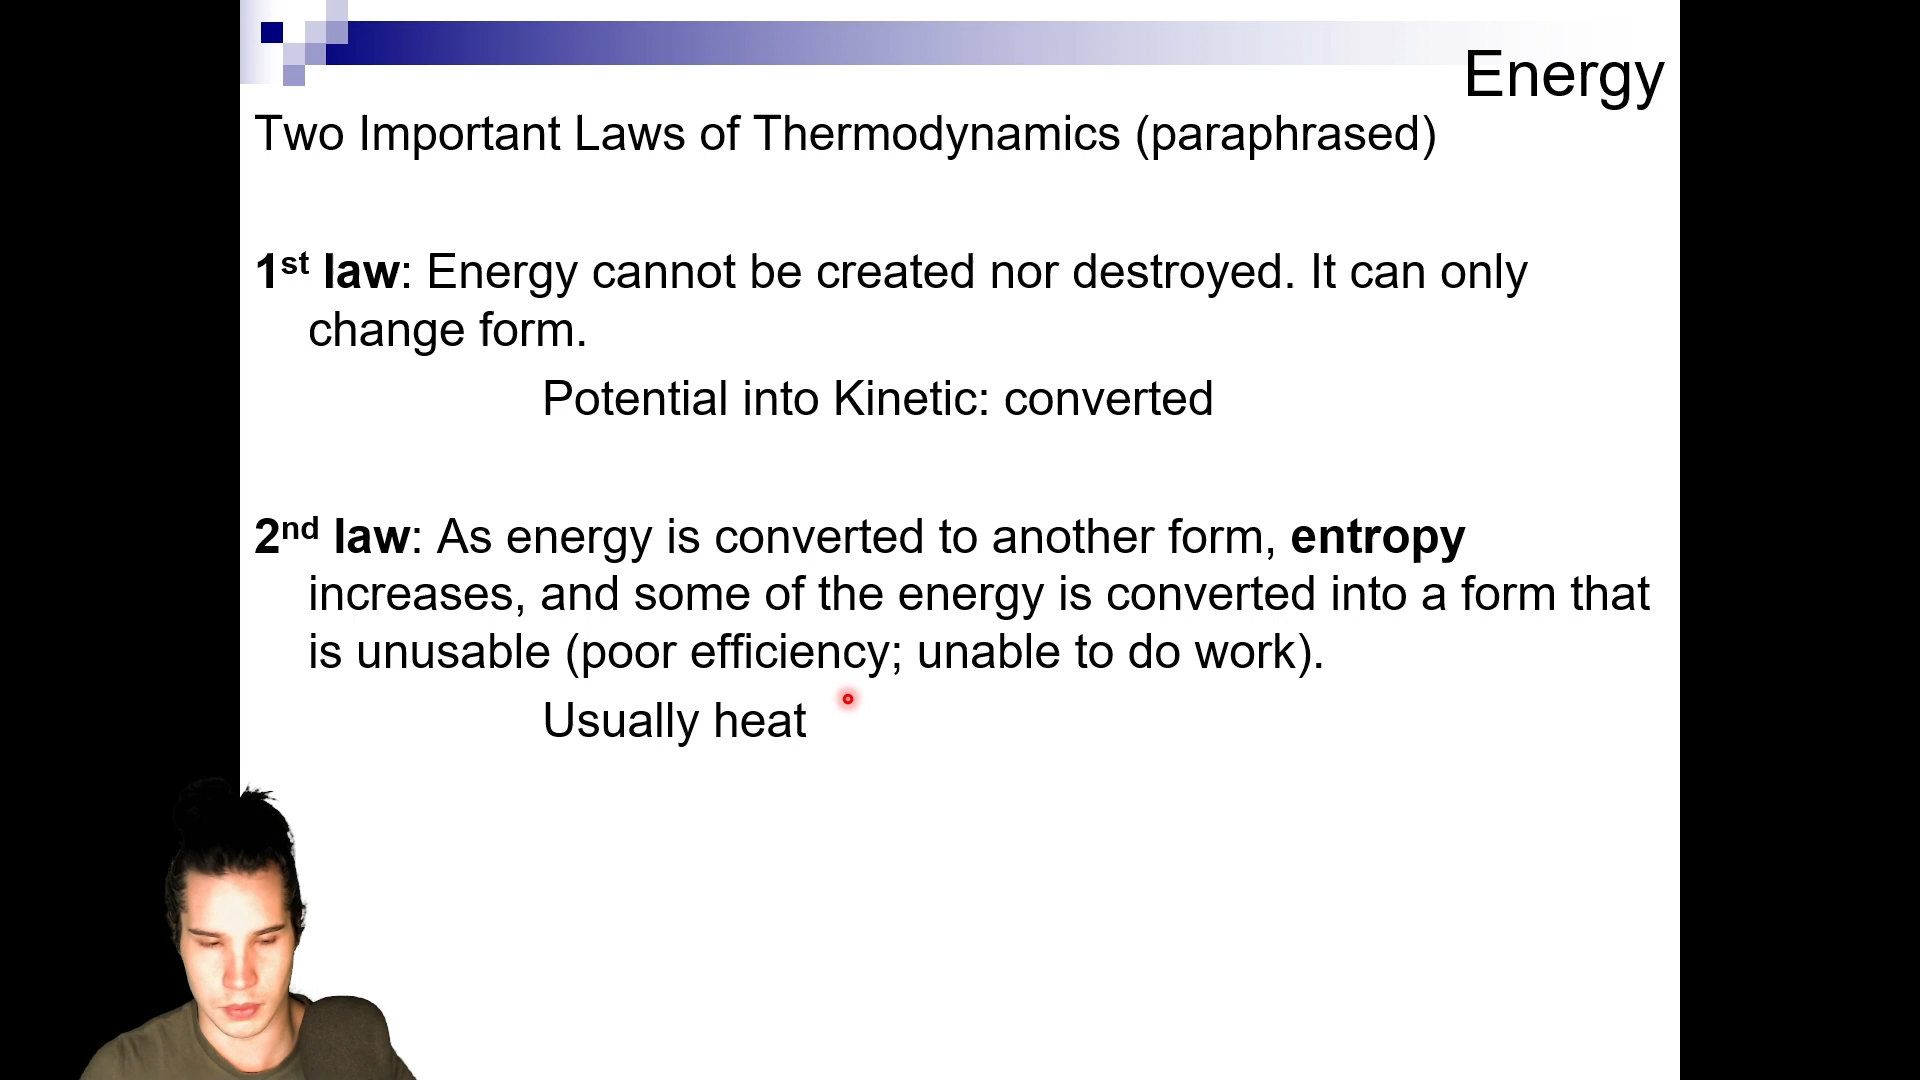 Energy
Two Important Laws of Thermodynamics (paraphrased)
1st law: Energy cannot be created nor destroyed. It can only
change form.
Potential into Kinetic: converted
2nd law: As energy is converted to another form, entropy
increases, and some of the energy is converted into a form that
is unusable (poor efficiency; unable to do work).
Usually heat